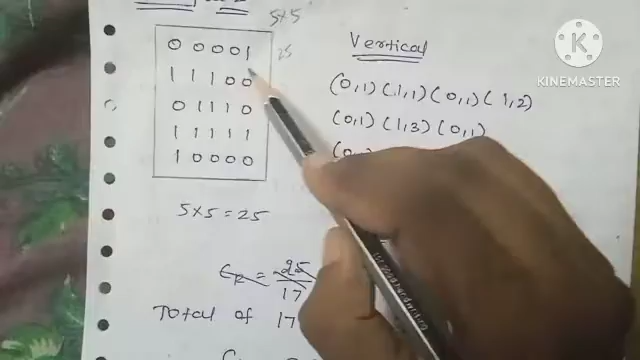 5×5
25
0 0 0 0 1
1 1 1 0 0
0 1 1 1 0
1 1 1 1 1
1 0 0 0 0
5×5 = 25
CR = 25
17
Total of 17
Vertical
(0,1) (1,1) (0,1) (1,2)
(0,1) (1,3) (0,1)
KINEMASTER